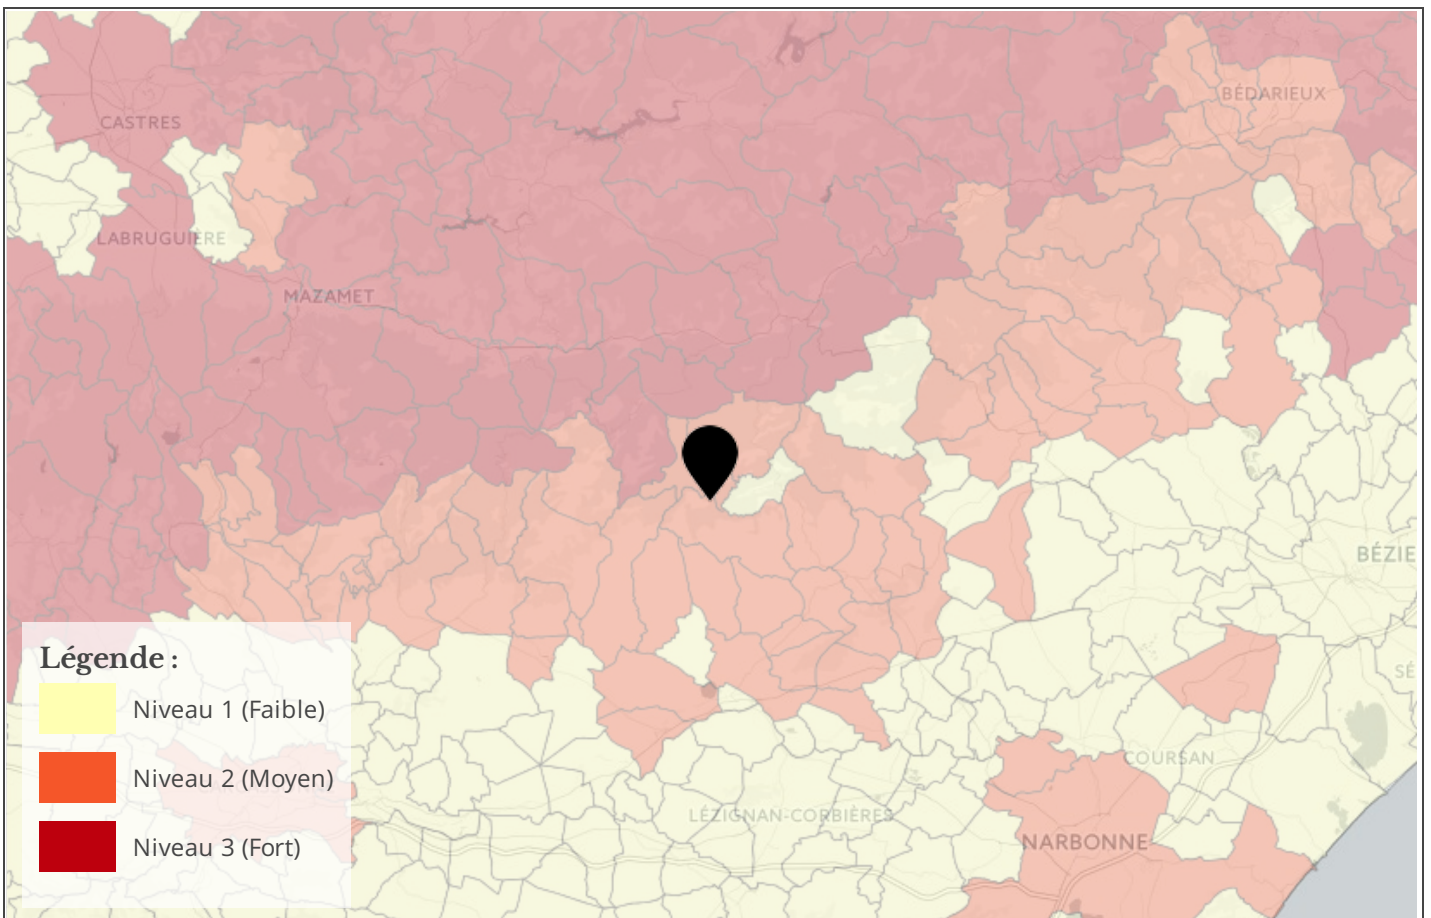 BÉDARIEUX
CASTRES
LABRUGUIÈRE
MAZAMET
BÉZIE
Légende :
SÉ
Niveau 1 (Faible)
COURSAN
Niveau 2 (Moyen)
LÉZIGNAN-CORBIÈRES
NARBONNE
Niveau 3 (Fort)